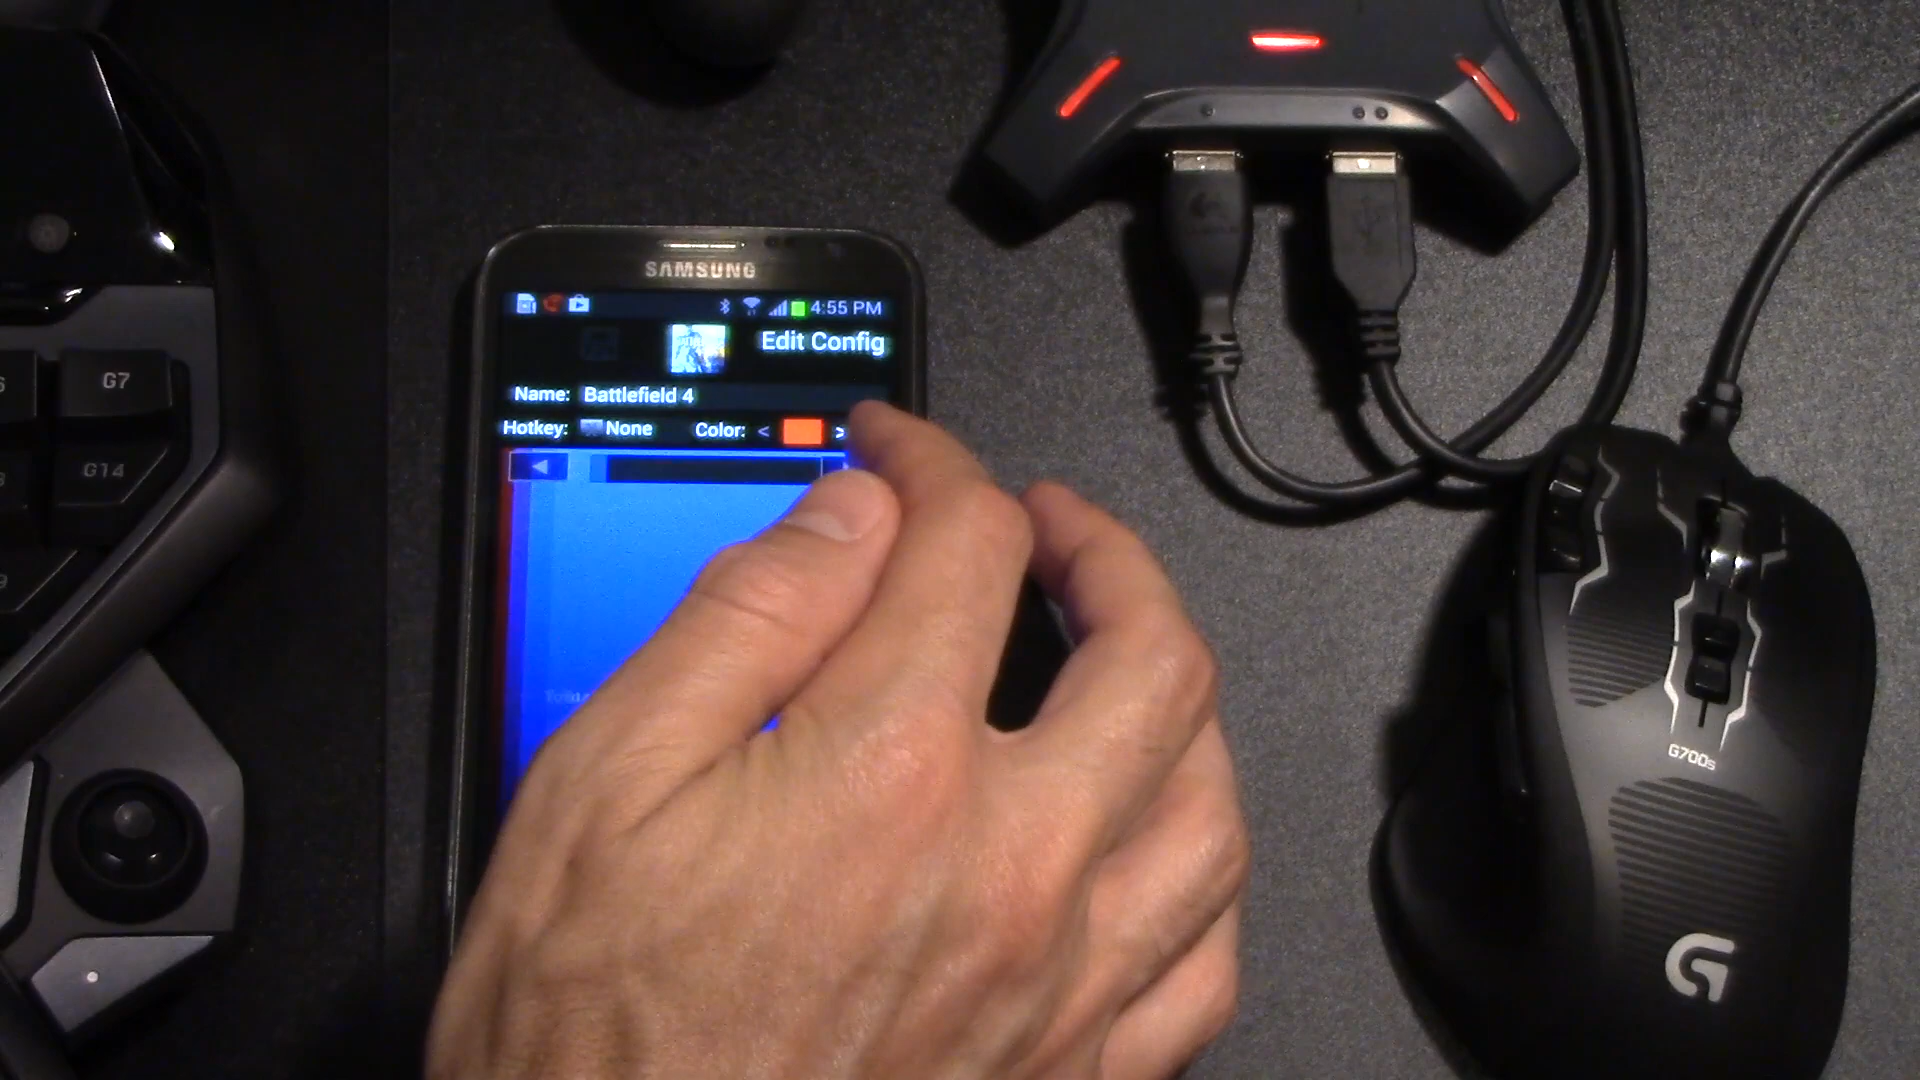 SAMSUNG
4:55 PM
Edit Config
Name: Battlefield 4
Hotkey: None Color: < >
G7
G14
G700s